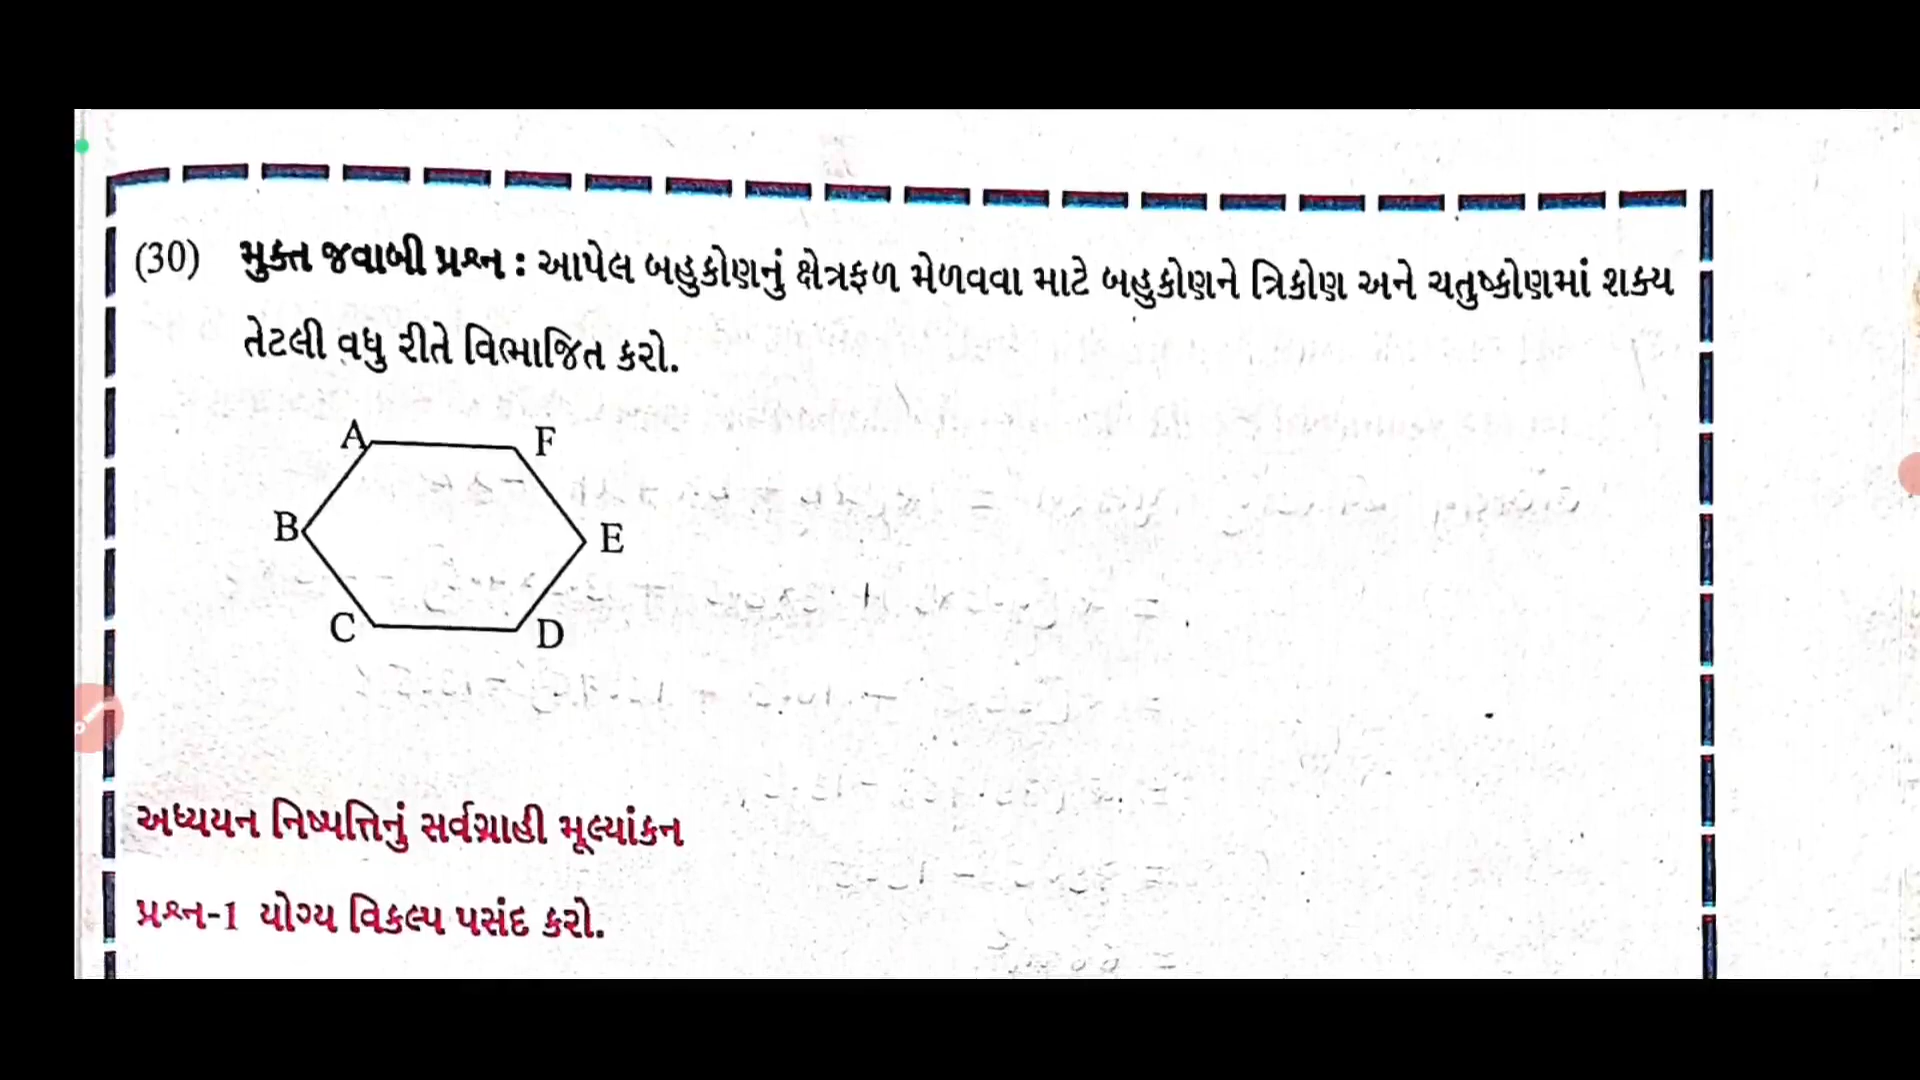 (30) મુક્ત જવાબી પ્રશ્ન : આપેલ બહુકોણનું ક્ષેત્રફળ મેળવવા માટે બહુકોણને ત્રિકોણ અને ચતુષ્કોણમાં શક્ય
તેટલી વધુ રીતે વિભાજિત કરો.
A F
B E
C D
અધ્યયન નિષ્પત્તિનું સર્વગ્રાહી મૂલ્યાંકન
પ્રશ્ન-1 યોગ્ય વિકલ્પ પસંદ કરો.